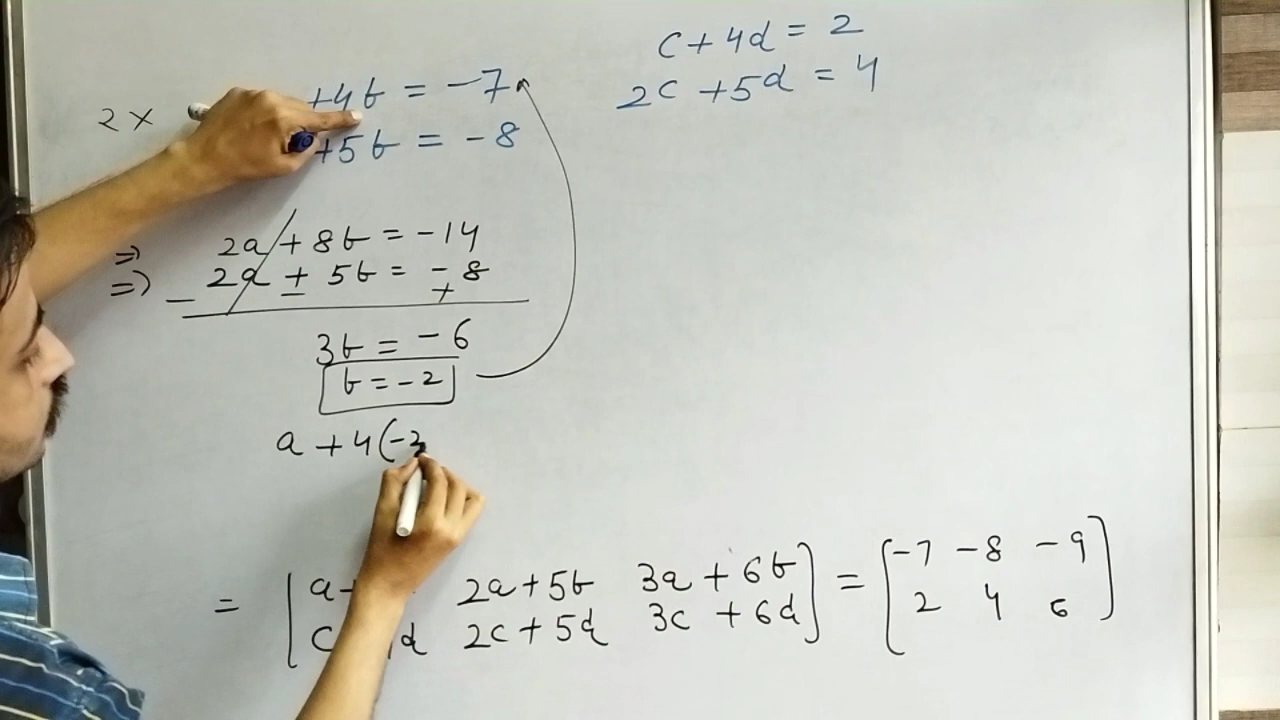 c + 4d = 2
2c + 5d = 4
2 x
+4b = -7
+5b = -8
⇒ 2a + 8b = -14
⇒ 2a ± 5b = - 8
− +
3b = - 6
b = - 2
a + 4(-2
= [ a + 2a + 5b 3a + 6b ] = [ -7 -8 -9 ]
c d 2c + 5d 3c + 6d 2 4 6